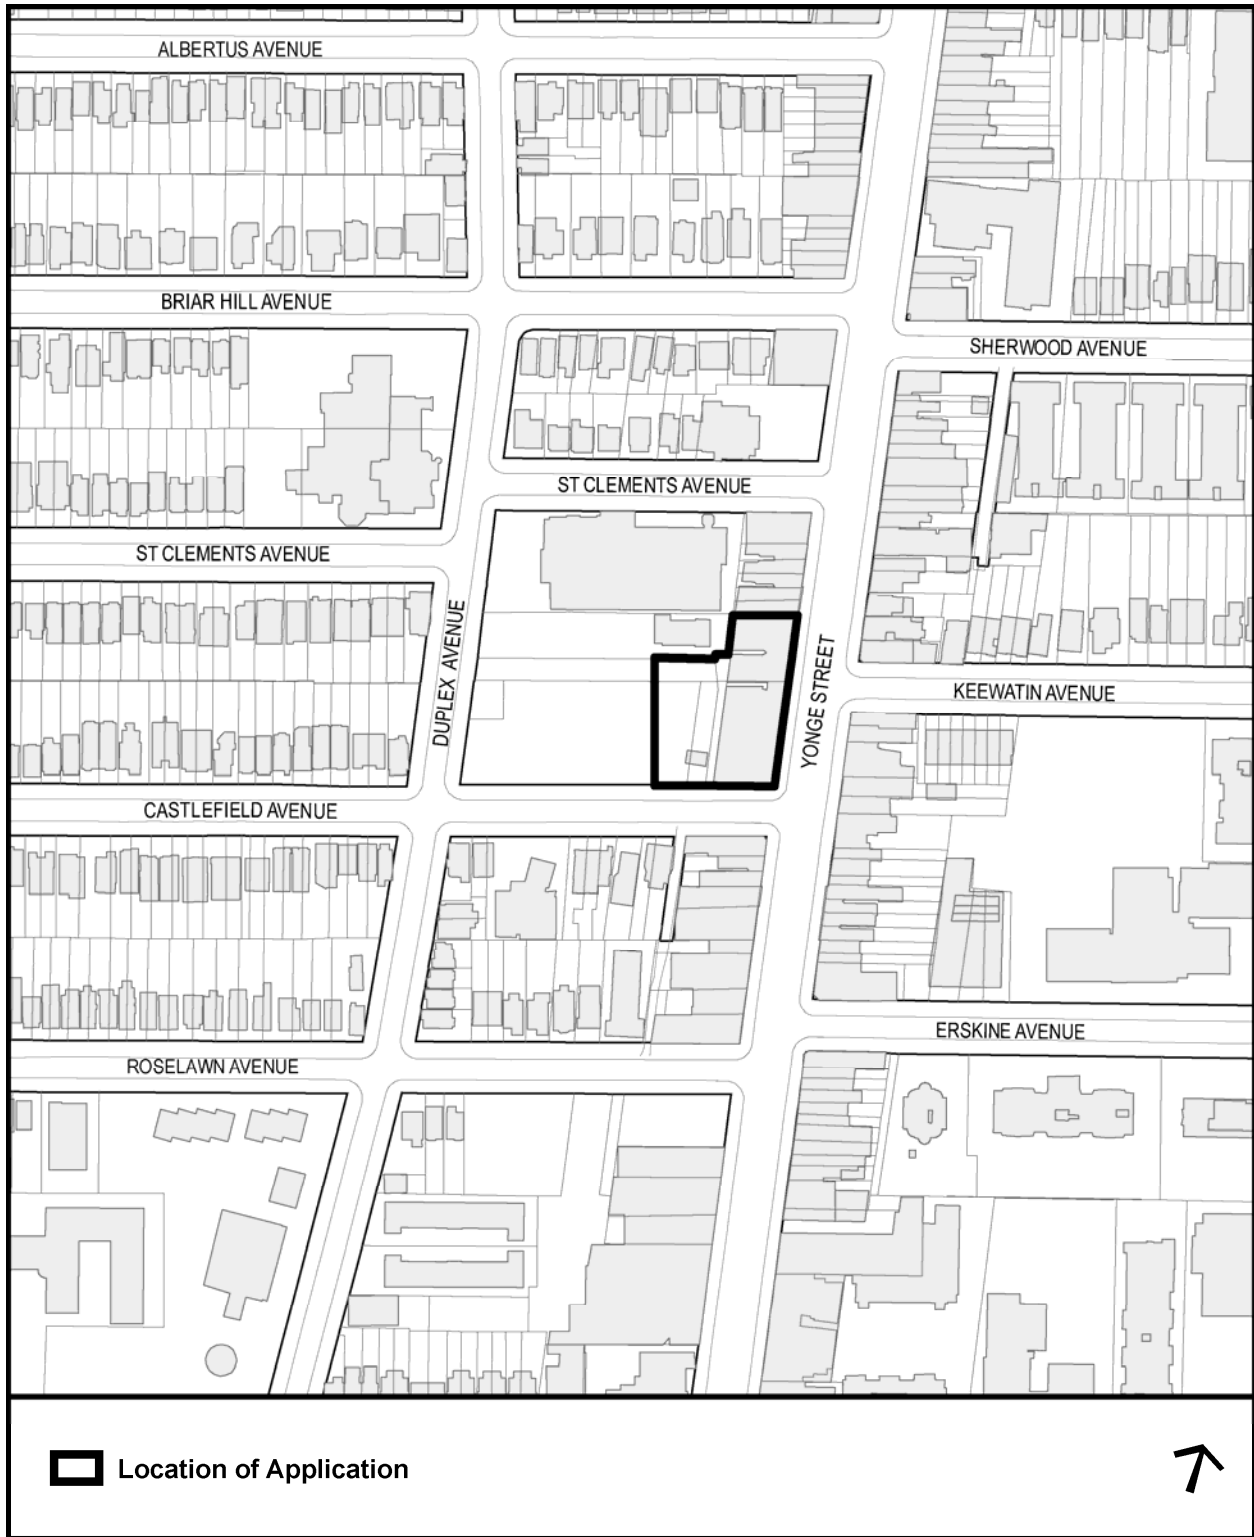 ALBERTUS AVENUE
BRIAR HILL AVENUE
SHERWOOD AVENUE
ST CLEMENTS AVENUE
ST CLEMENTS AVENUE
DUPLEX AVENUE
YONGE STREET
KEEWATIN AVENUE
CASTLEFIELD AVENUE
ERSKINE AVENUE
ROSELAWN AVENUE
Location of Application